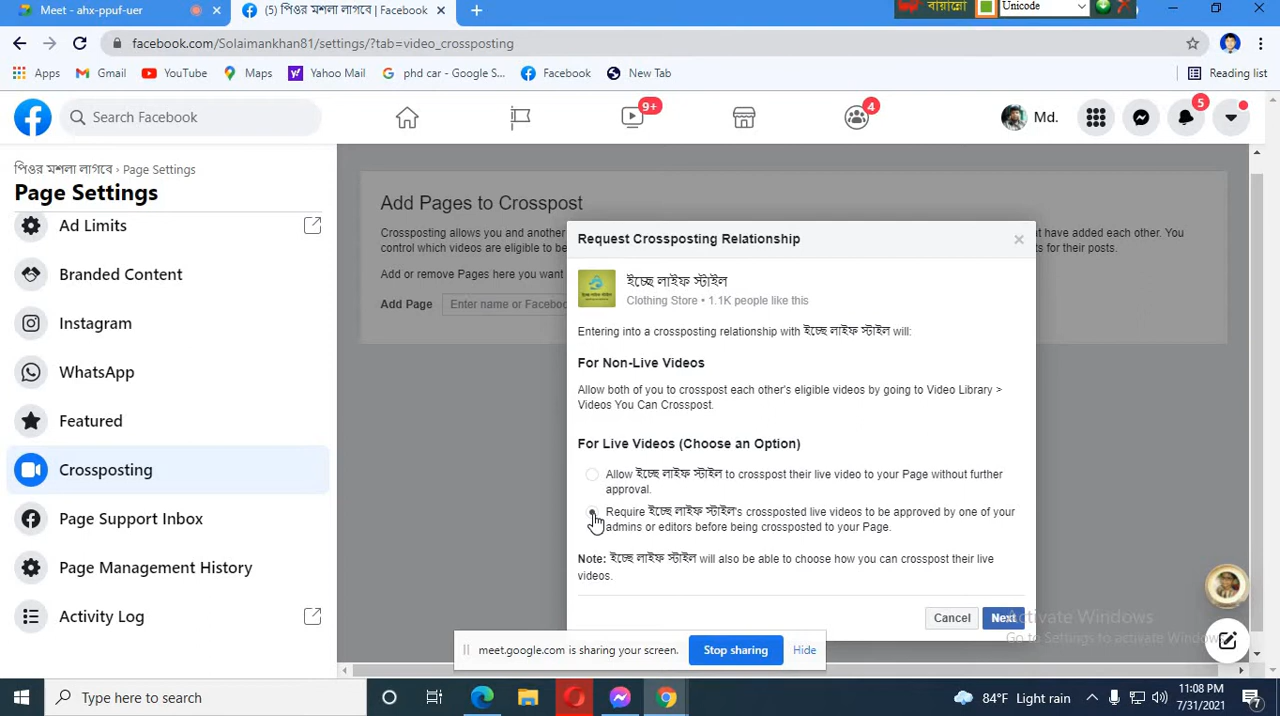 Meet - ahx-ppuf-uer
(5) পিওর মশলা লাগবে | Facebook
বায়ান্নো
Unicode
facebook.com/Solaimankhan81/settings/?tab=video_crossposting
Apps
Gmail
YouTube
Maps
Yahoo Mail
phd car - Google S...
Facebook
New Tab
Reading list
Search Facebook
9+
4
Md.
5
পিওর মশলা লাগবে › Page Settings
Page Settings
Ad Limits
Branded Content
Instagram
WhatsApp
Featured
Crossposting
Page Support Inbox
Page Management History
Activity Log
Add Pages to Crosspost
Crossposting allows you and another
t have added each other. You
control which videos are eligible to be
s for their posts.
Add or remove Pages here you want
Add Page
Enter name or Faceboo
Request Crossposting Relationship
ইচ্ছে লাইফ স্টাইল
Clothing Store • 1.1K people like this
Entering into a crossposting relationship with ইচ্ছে লাইফ স্টাইল will:
For Non-Live Videos
Allow both of you to crosspost each other's eligible videos by going to Video Library >
Videos You Can Crosspost.
For Live Videos (Choose an Option)
Allow ইচ্ছে লাইফ স্টাইল to crosspost their live video to your Page without further
approval.
Require ইচ্ছে লাইফ স্টাইল's crossposted live videos to be approved by one of your
admins or editors before being crossposted to your Page.
Note: ইচ্ছে লাইফ স্টাইল will also be able to choose how you can crosspost their live
videos.
Cancel
Next
Activate Windows
Go to Settings to activate Windows.
meet.google.com is sharing your screen.
Stop sharing
Hide
Type here to search
84°F Light rain
11:08 PM
7/31/2021
7